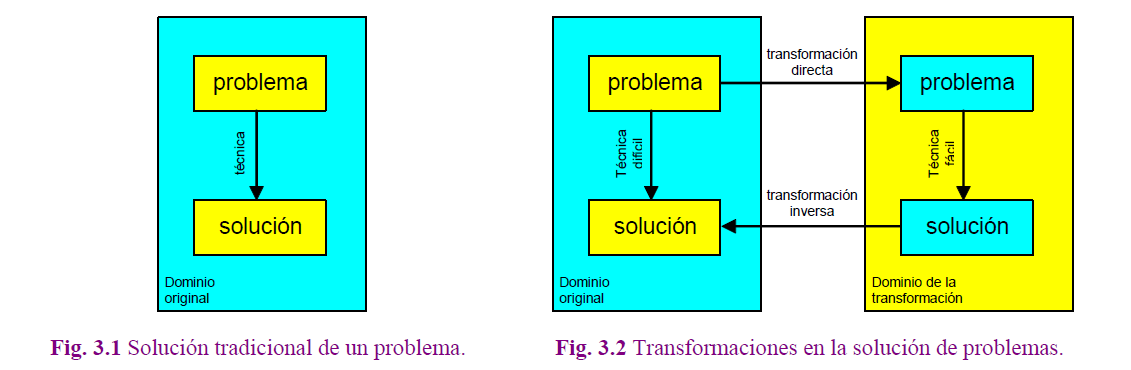 problema
técnica
solución
Dominio
original
Fig. 3.1 Solución tradicional de un problema.
problema
Técnica
difícil
solución
Dominio
original
transformación
directa
transformación
inversa
problema
Técnica
fácil
solución
Dominio de la
transformación
Fig. 3.2 Transformaciones en la solución de problemas.